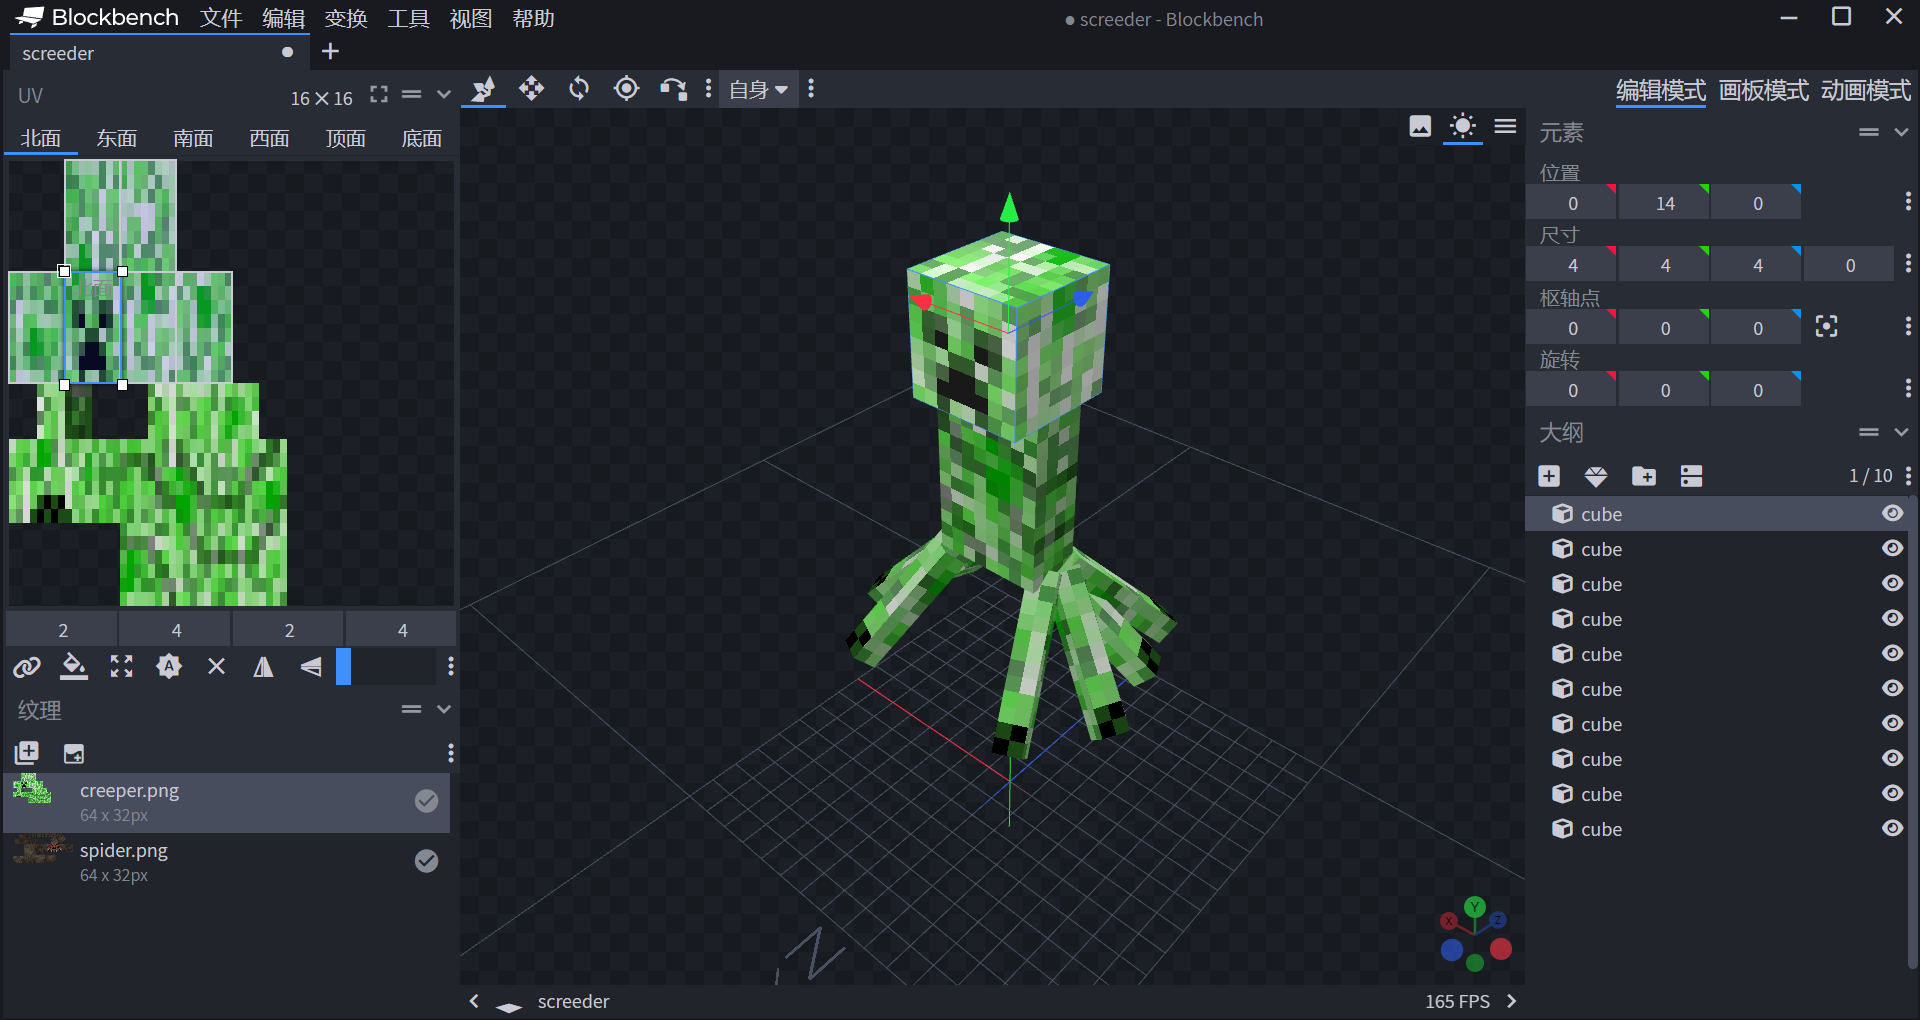 Blockbench 文件 编辑 变换 工具 视图 帮助
● screeder - Blockbench
screeder
UV
16 × 16
北面 东面 南面 西面 顶面 底面
北面
2 4 2 4
纹理
creeper.png
64 x 32px
spider.png
64 x 32px
自身
N
X Y Z
screeder
165 FPS
编辑模式 画板模式 动画模式
元素
位置
0 14 0
尺寸
4 4 4 0
枢轴点
0 0 0
旋转
0 0 0
大纲
1 / 10
cube
cube
cube
cube
cube
cube
cube
cube
cube
cube